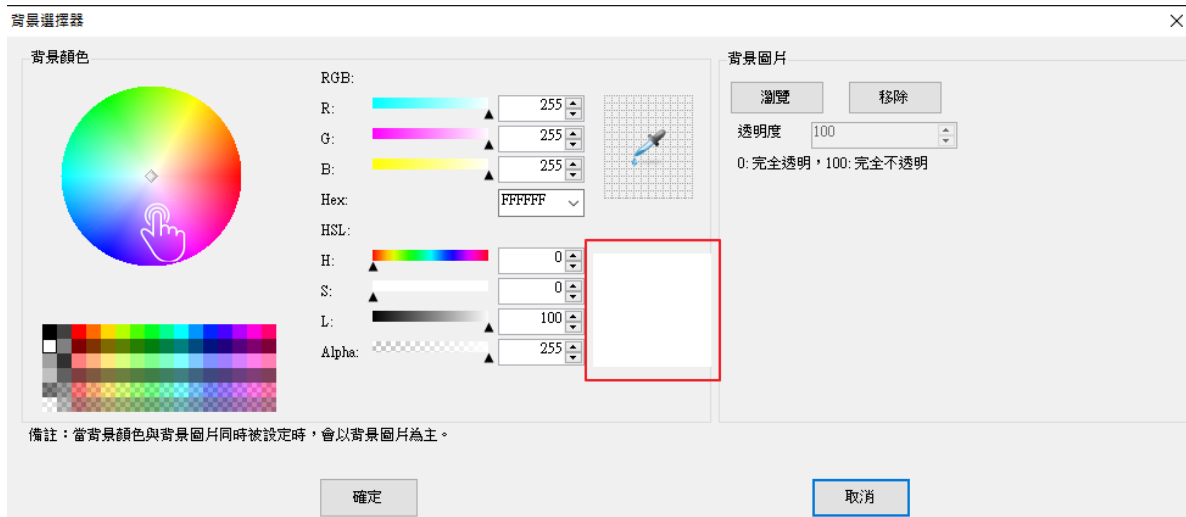 背景選擇器
背景顏色
RGB:
R: 255
G: 255
B: 255
Hex: FFFFFF
HSL:
H: 0
S: 0
L: 100
Alpha: 255
背景圖片
瀏覽 移除
透明度 100
0: 完全透明，100: 完全不透明
備註：當背景顏色與背景圖片同時被設定時，會以背景圖片為主。
確定 取消